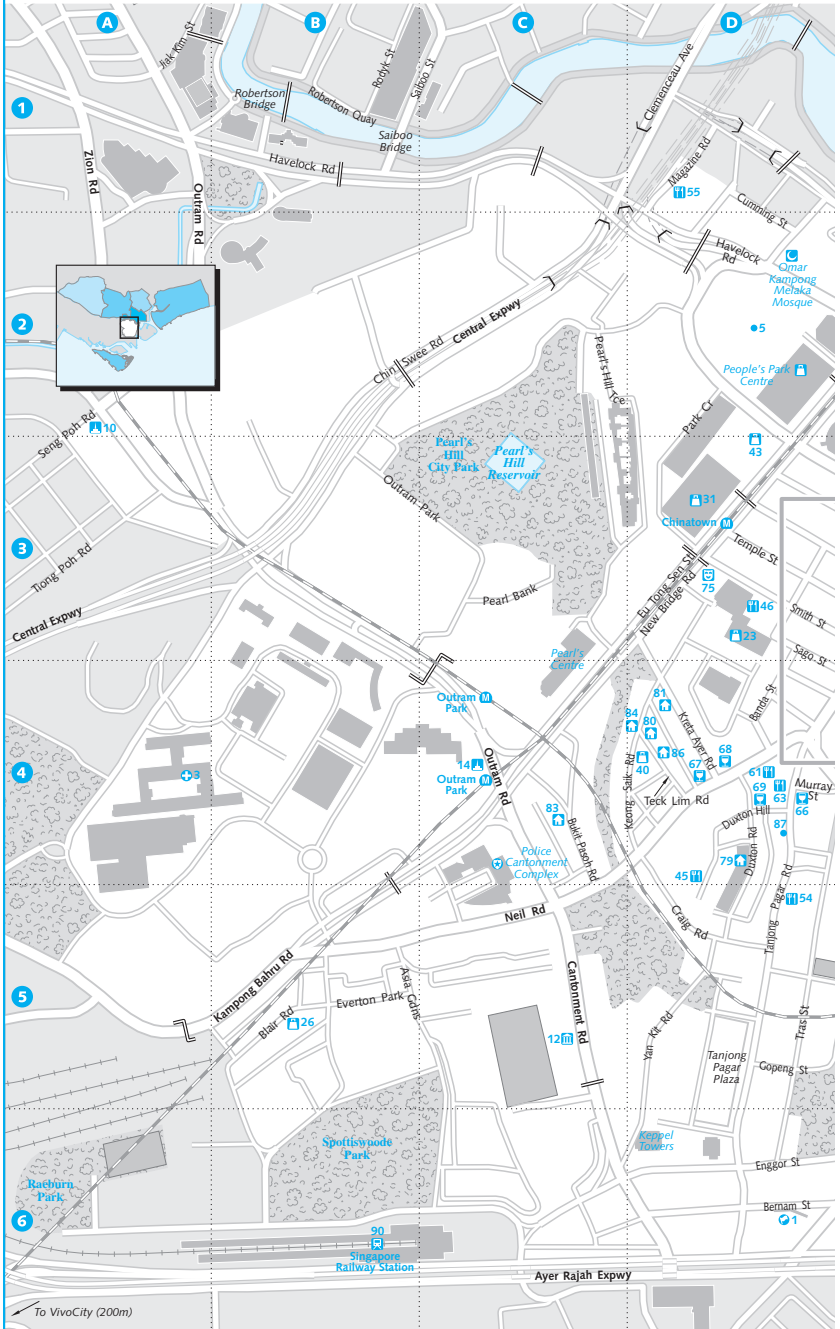 A
B
C
D
Jiak Kim St
Rodyk St
Saiboo St
Clemenceau Ave
Robertson
Bridge
Robertson Quay
1
Saiboo
Bridge
Magazine Rd
Zion Rd
Havelock Rd
55
Cumming St
Outram Rd
Havelock
Rd
Omar
Kampong
Melaka
Mosque
2
Central Expwy
5
Chin Swee Rd
Pearl's Hill Tce
People's Park
Centre
Park Cr
Seng Poh Rd
10
Pearl's
Hill
City Park
Pearl's
Hill
Reservoir
43
Outram Park
31
Chinatown
M
3
Temple St
Tiong Poh Rd
Eu Tong Sen St
New Bridge Rd
75
Pearl Bank
46
Smith St
Central Expwy
23
Sago St
Pearl's
Centre
Outram
Park
M
81
Banda St
84
80
Kreta Ayer Rd
4
3
14
Outram Rd
Outram
Park
M
Keong Saik Rd
40
86
67
68
61
63
Murray
St
69
66
Teck Lim Rd
83
Duxton Hill
87
Bukit Pasoh Rd
Duxton Rd
Police
Cantonment
Complex
79
45
Tanjong Pagar Rd
54
Neil Rd
Craig Rd
Kampong Bahru Rd
Cantonment Rd
5
Asia Gdns
Everton Park
Blair Rd
26
12
Yan Kit Rd
Tras St
Tanjong
Pagar
Plaza
Gopeng St
Spottiswoode
Park
Keppel
Towers
Enggor St
Raeburn
Park
Bernam St
6
1
90
Singapore
Railway Station
Ayer Rajah Expwy
To VivoCity (200m)